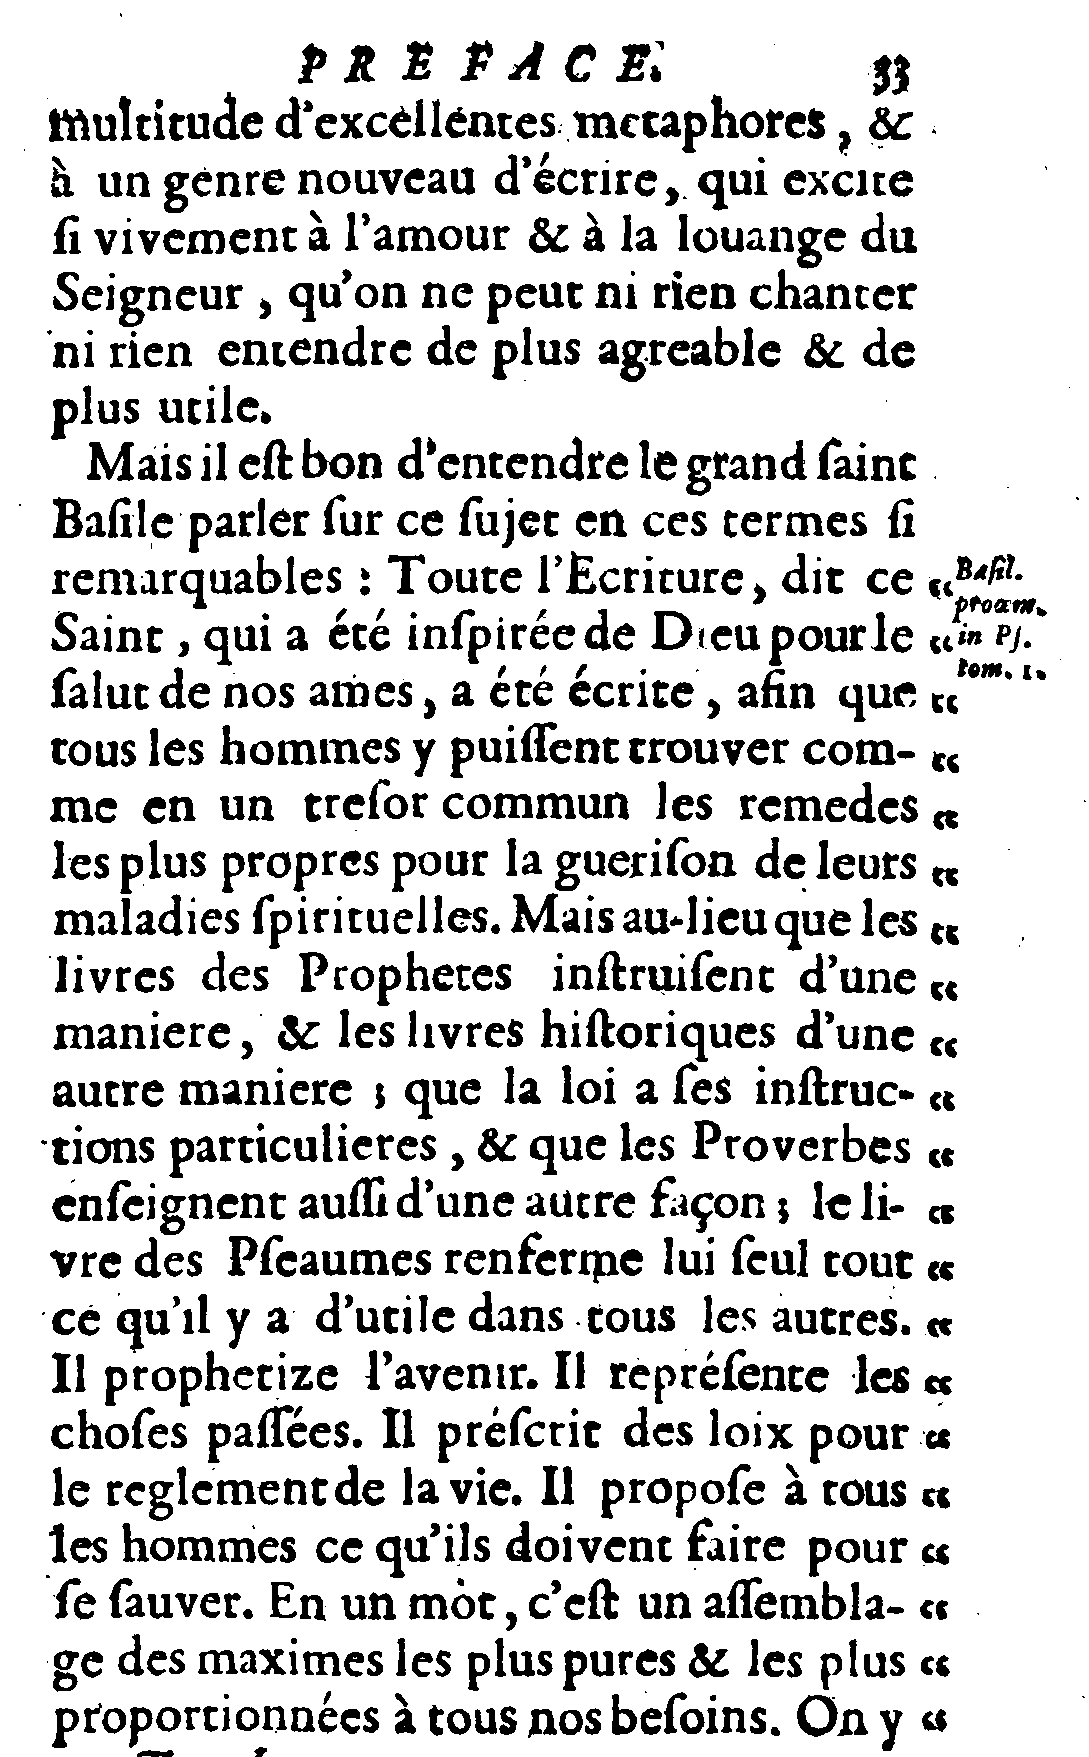 PREFACE. 33
multitude d'excellentes metaphores, &
à un genre nouveau d'écrire, qui excite
ſi vivement à l'amour & à la louange du
Seigneur, qu'on ne peut ni rien chanter
ni rien entendre de plus agreable & de
plus utile.
Mais il eſt bon d'entendre le grand ſaint
Baſile parler ſur ce ſujet en ces termes ſi
remarquables : Toute l'Ecriture, dit ce “ Baſil.
proœm.
Saint, qui a été inſpirée de Dieu pour le “ in Pſ.
tom. 1.
ſalut de nos ames, a été écrite, afin que “
tous les hommes y puiſſent trouver com- “
me en un treſor commun les remedes “
les plus propres pour la gueriſon de leurs “
maladies ſpirituelles. Mais au-lieu que les “
livres des Prophetes inſtruiſent d'une “
maniere, & les livres hiſtoriques d'une “
autre maniere ; que la loi a ſes inſtruc- “
tions particulieres, & que les Proverbes “
enſeignent auſſi d'une autre façon ; le li- “
vre des Pſeaumes renferme lui ſeul tout “
ce qu'il y a d'utile dans tous les autres. “
Il prophetize l'avenir. Il repréſente les “
choſes paſſées. Il préſcrit des loix pour “
le reglement de la vie. Il propoſe à tous “
les hommes ce qu'ils doivent faire pour “
ſe ſauver. En un mot, c'eſt un aſſembla- “
ge des maximes les plus pures & les plus “
proportionnées à tous nos beſoins. On y “